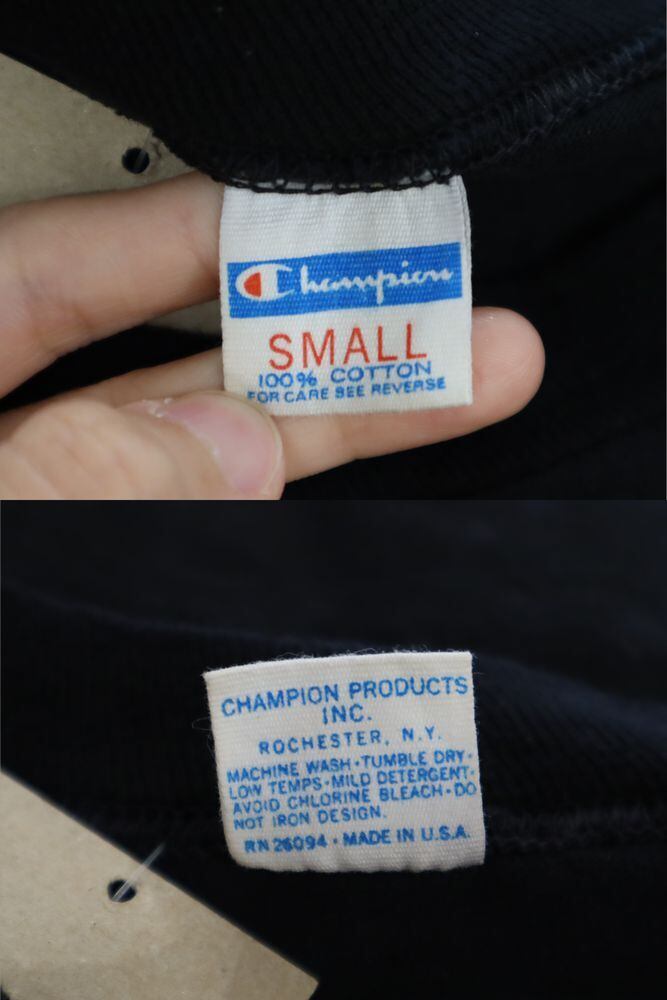 Champion
SMALL
100% COTTON
FOR CARE SEE REVERSE
CHAMPION PRODUCTS
INC.
ROCHESTER, N.Y.
MACHINE WASH·TUMBLE DRY·
LOW TEMPS·MILD DETERGENT·
AVOID CHLORINE BLEACH·DO
NOT IRON DESIGN.
RN 26094 · MADE IN U.S.A.